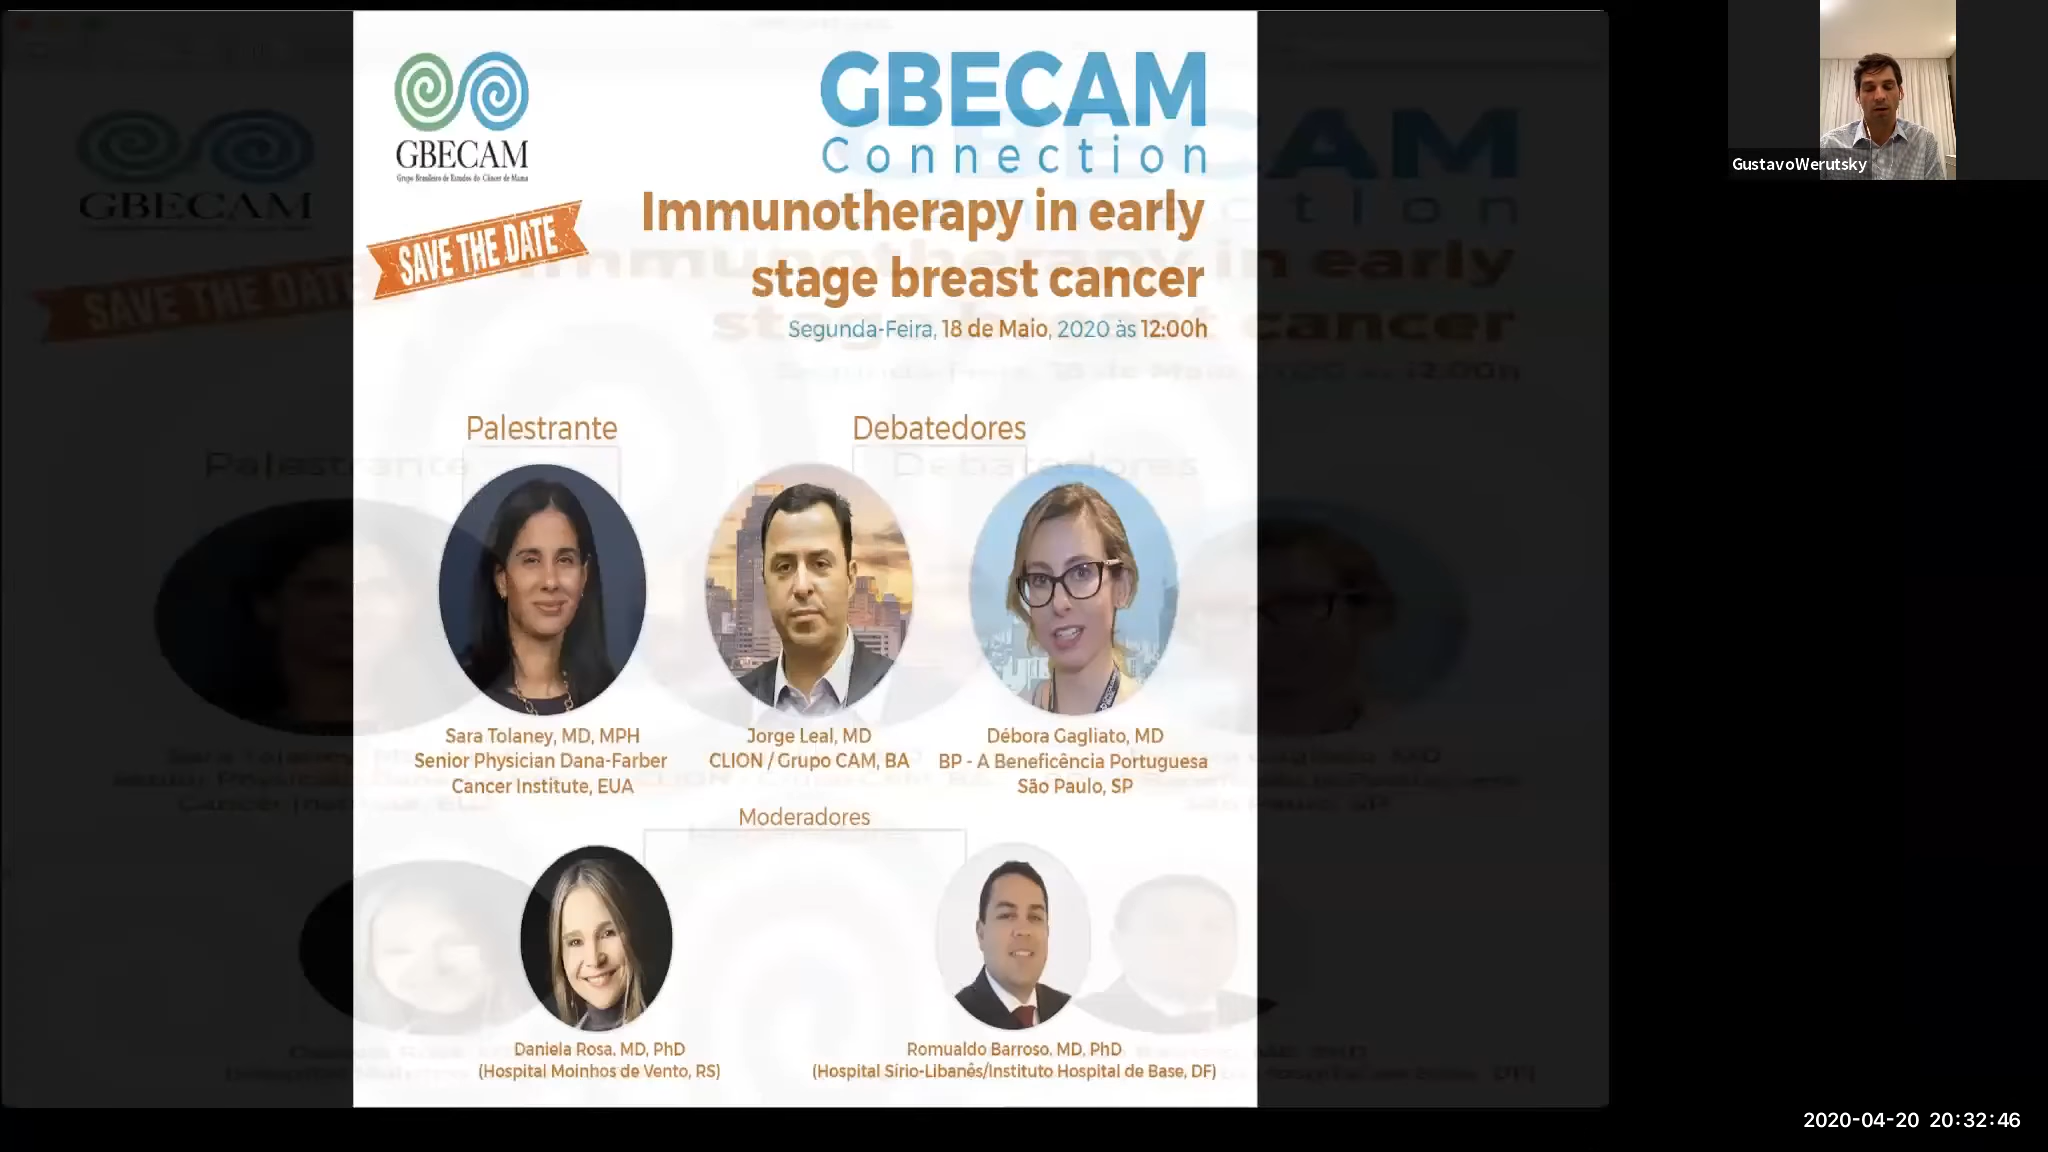 GBECAM
Connection
GBECAM
Grupo Brasileiro de Estudos do Câncer de Mama
SAVE THE DATE
Immunotherapy in early
stage breast cancer
Segunda-Feira, 18 de Maio, 2020 às 12:00h
Palestrante
Debatedores
Sara Tolaney, MD, MPH
Senior Physician Dana-Farber
Cancer Institute, EUA
Jorge Leal, MD
CLION / Grupo CAM, BA
Débora Gagliato, MD
BP - A Beneficência Portuguesa
São Paulo, SP
Moderadores
Daniela Rosa, MD, PhD
(Hospital Moinhos de Vento, RS)
Romualdo Barroso, MD, PhD
(Hospital Sírio-Libanês/Instituto Hospital de Base, DF)
GustavoWerutsky
2020-04-20 20:32:46